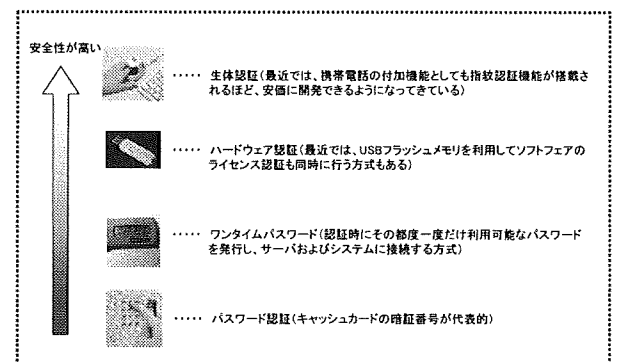 安全性が高い
‥‥‥ 生体認証(最近では、携帯電話の付加機能としても指紋認証機能が搭載さ
れるほど、安価に開発できるようになってきている)
‥‥‥ ハードウェア認証(最近では、USBフラッシュメモリを利用してソフトフェアの
ライセンス認証も同時に行う方式もある)
‥‥‥ ワンタイムパスワード(認証時にその都度一度だけ利用可能なパスワード
を発行し、サーバおよびシステムに接続する方式)
‥‥‥ パスワード認証(キャッシュカードの暗証番号が代表的)